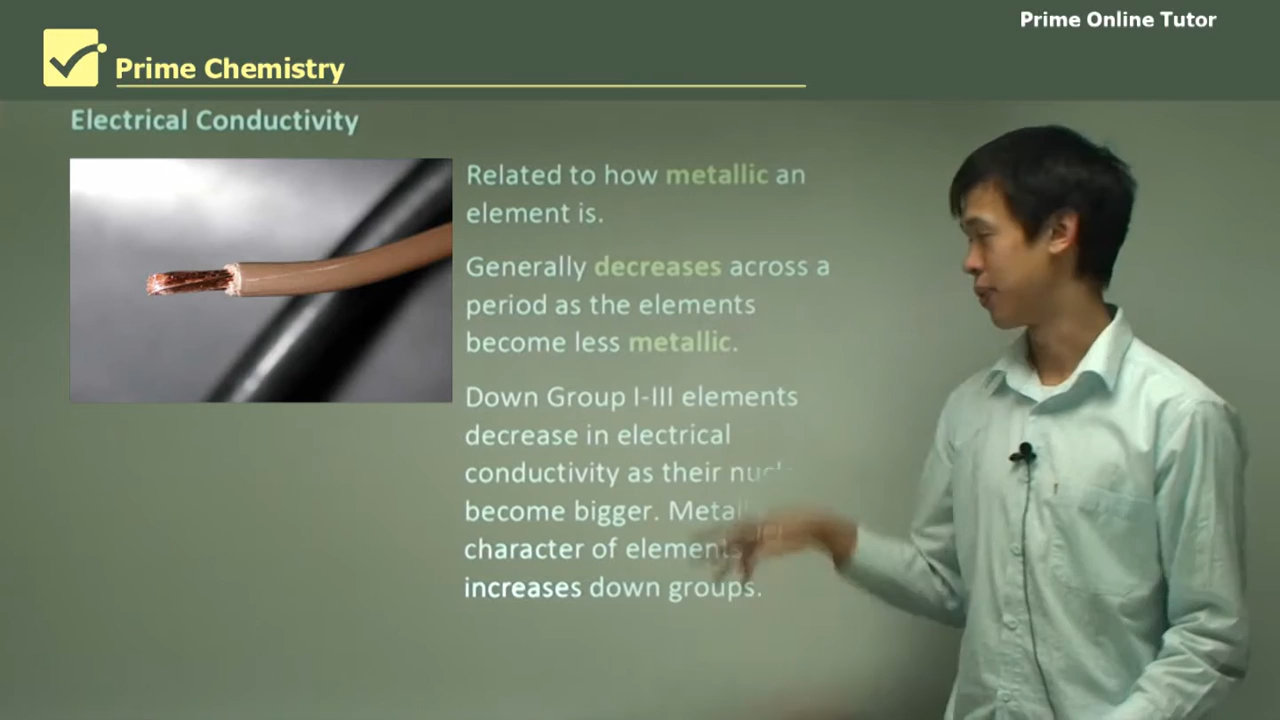 Prime Online Tutor
Prime Chemistry
Electrical Conductivity
Related to how metallic an
element is.
Generally decreases across a
period as the elements
become less metallic.
Down Group I-III elements
decrease in electrical
conductivity as their
become bigger.
character of
increases down groups.